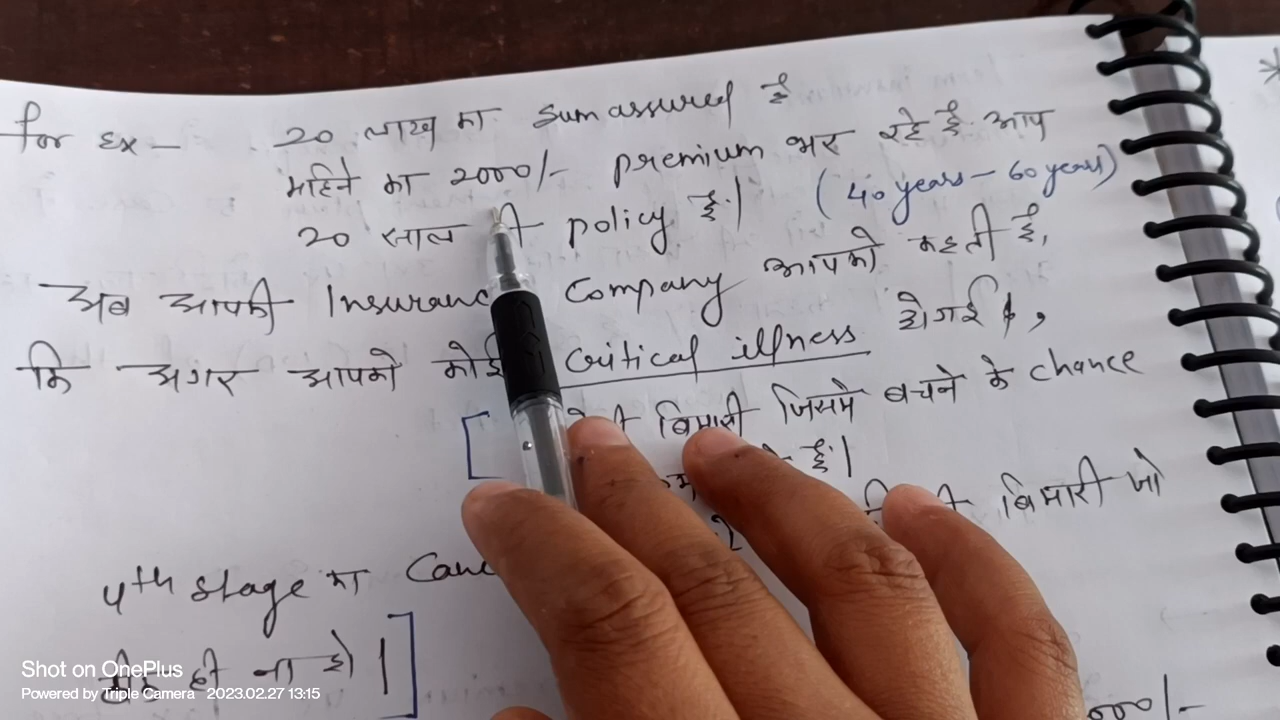 for Ex – 20 लाख का sum assured है
महिने का 2000/- premium भर रहे हैं आप
20 साल की policy है। (40 years – 60 years)
अब आपकी Insurance Company आपको कहती है,
कि अगर आपको कोई Critical illness होगई,
[ बिमारी जिसमे बचने के chance
है।
बिमारी जो
4th stage का
ठीक ही ना हो। ]
000/-
Shot on OnePlus
Powered by Triple Camera 2023.02.27 13:15